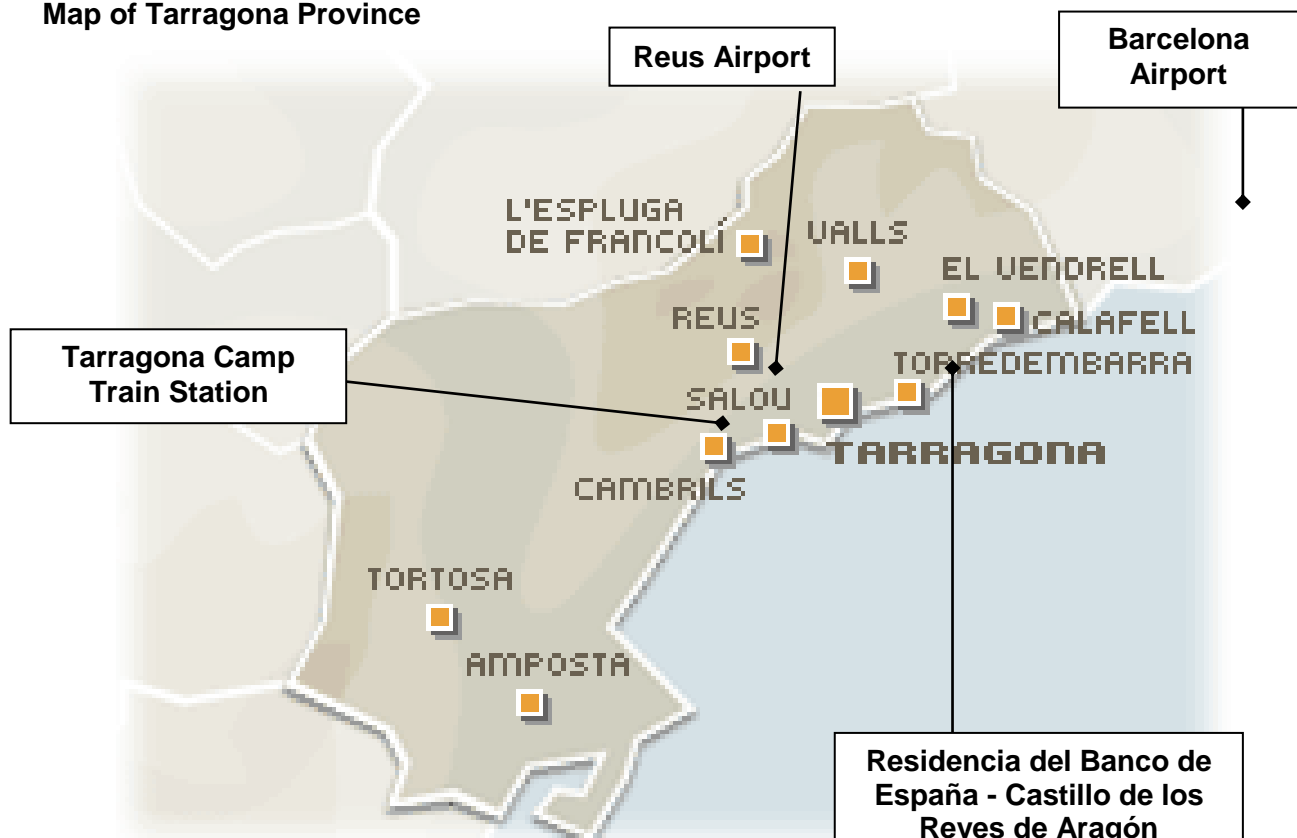 Map of Tarragona Province
Reus Airport
Barcelona
Airport
L'ESPLUGA
DE FRANCOLÍ
VALLS
EL VENDRELL
REUS
CALAFELL
Tarragona Camp
Train Station
TORREDEMBARRA
SALOU
TARRAGONA
CAMBRILS
TORTOSA
AMPOSTA
Residencia del Banco de
España - Castillo de los
Reyes de Aragón